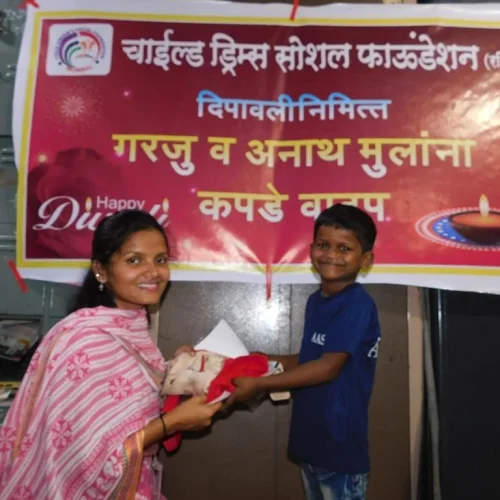 चाईल्ड ड्रिम्स सोशल फाऊंडेशन
दिपावलीनिमित्त
गरजु व अनाथ मुलांना
कपडे वाटप
Happy
Diwali